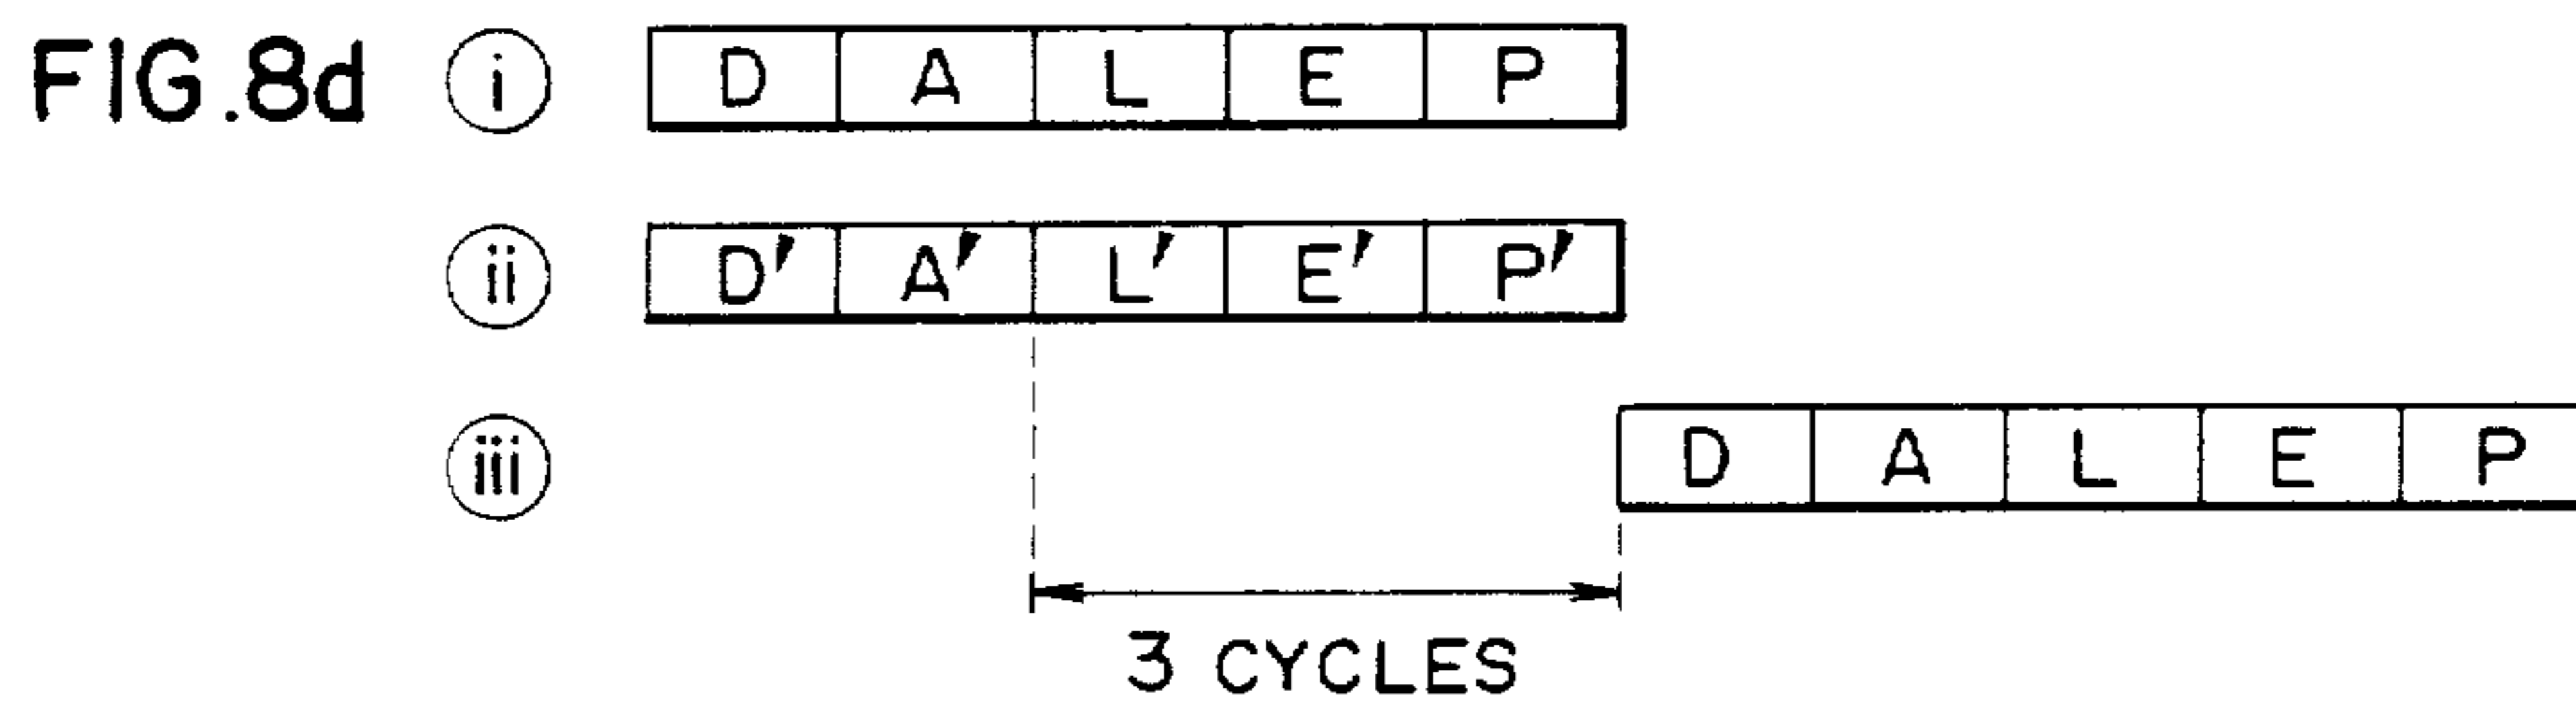 FIG.8d (i) D A L E P
(ii) D' A' L' E' P'
(iii) D A L E P
3 CYCLES